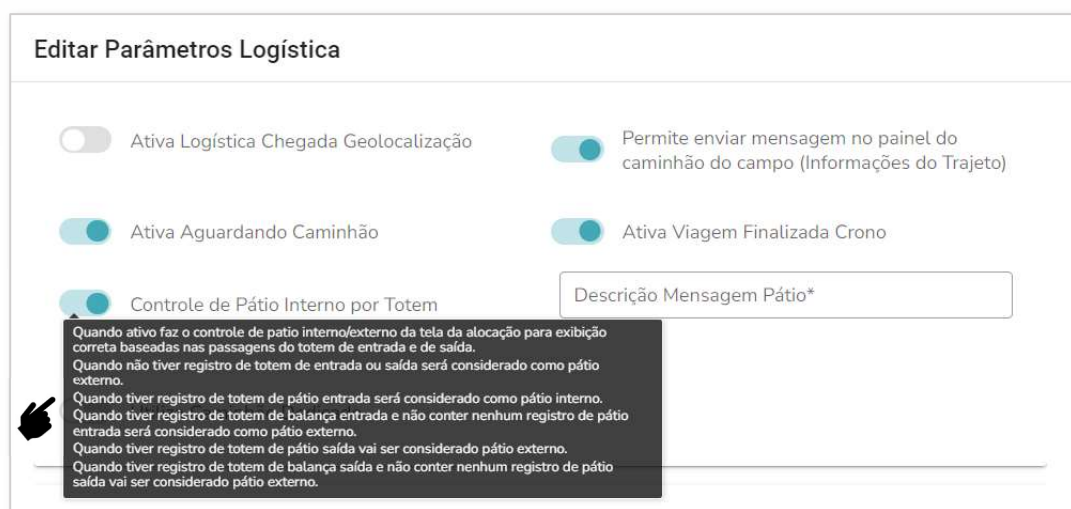 Editar Parâmetros Logística
Ativa Logística Chegada Geolocalização
Permite enviar mensagem no painel do
caminhão do campo (Informações do Trajeto)
Ativa Aguardando Caminhão
Ativa Viagem Finalizada Crono
Controle de Pátio Interno por Totem
Descrição Mensagem Pátio*
Quando ativo faz o controle de patio interno/externo da tela da alocação para exibição
correta baseadas nas passagens do totem de entrada e de saída.
Quando não tiver registro de totem de entrada ou saída será considerado como pátio
externo.
Quando tiver registro de totem de pátio entrada será considerado como pátio interno.
Quando tiver registro de totem de balança entrada e não conter nenhum registro de pátio
entrada será considerado como pátio externo.
Quando tiver registro de totem de pátio saída vai ser considerado pátio externo.
Quando tiver registro de totem de balança saída e não conter nenhum registro de pátio
saída vai ser considerado pátio externo.